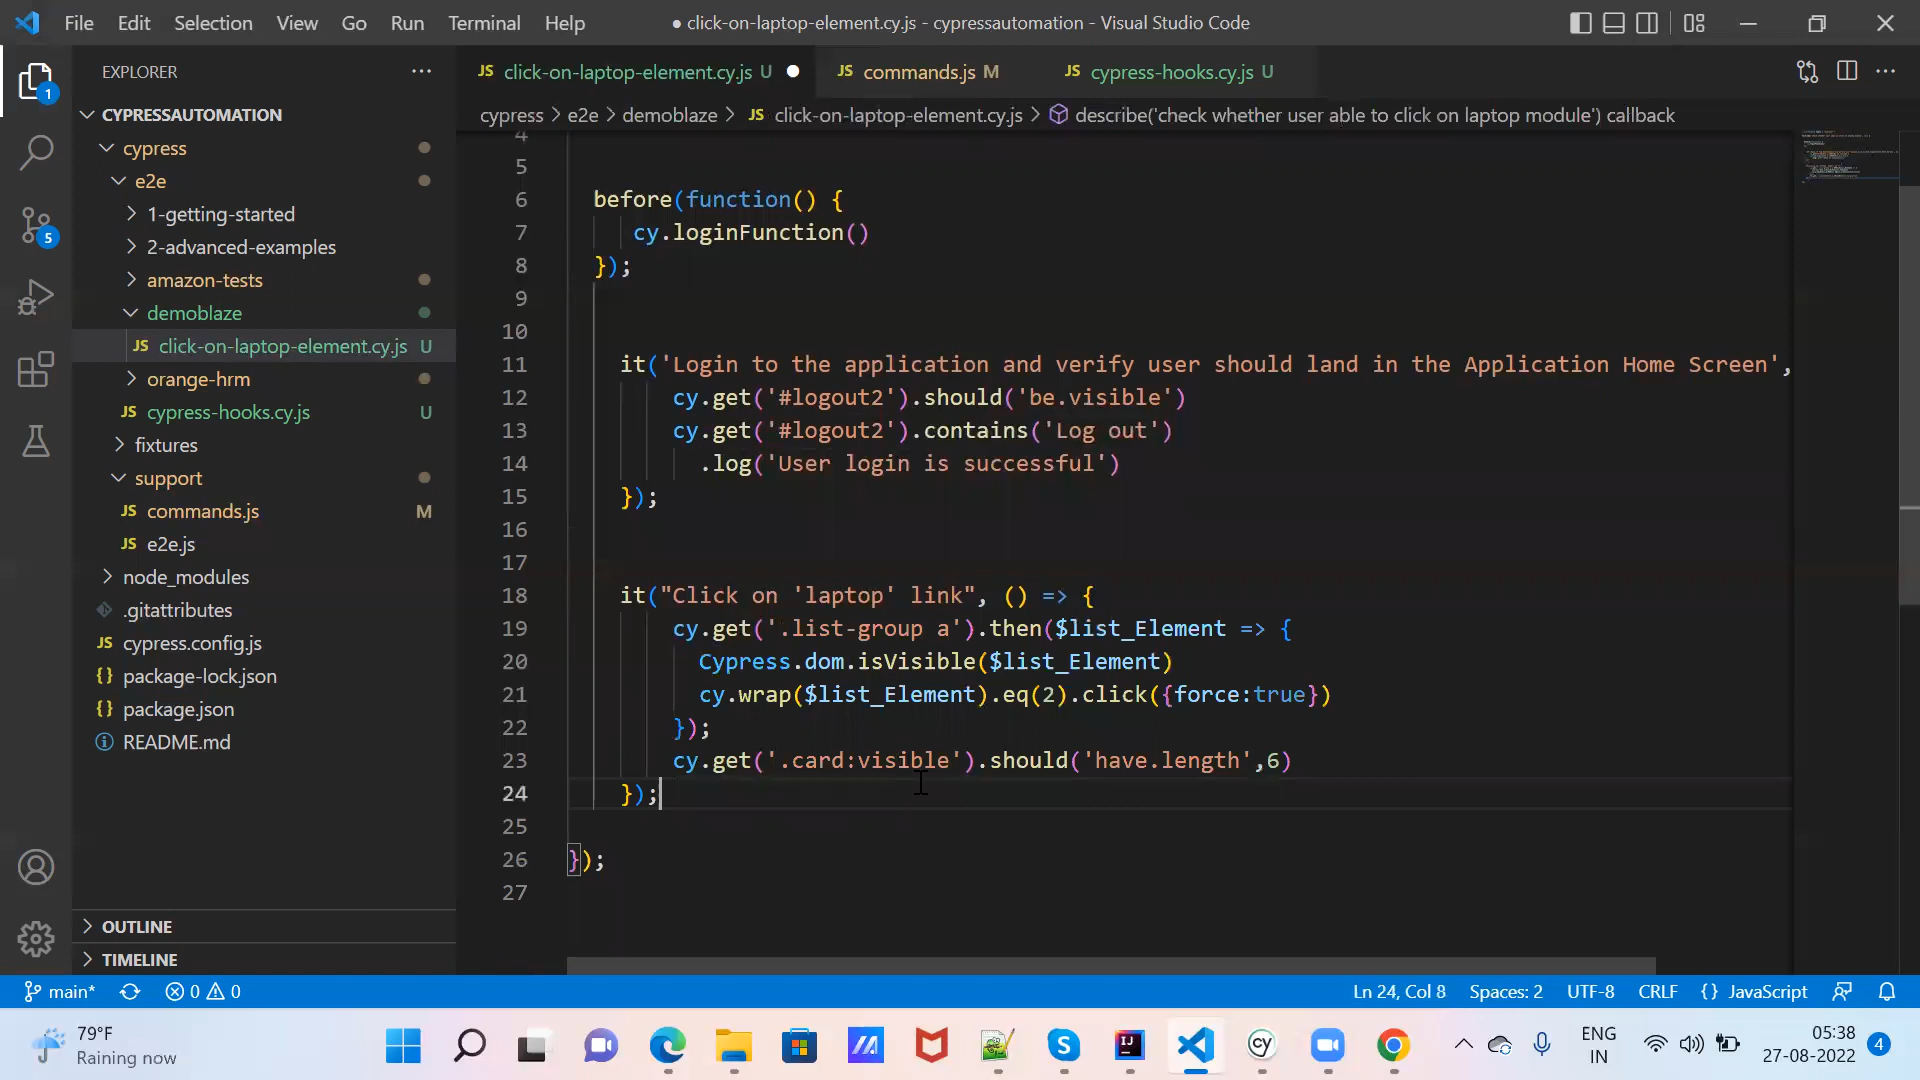 File Edit Selection View Go Run Terminal Help
● click-on-laptop-element.cy.js - cypressautomation - Visual Studio Code
EXPLORER ···
JS click-on-laptop-element.cy.js U ●
JS commands.js M
JS cypress-hooks.cy.js U
cypress > e2e > demoblaze > JS click-on-laptop-element.cy.js > describe('check whether user able to click on laptop module') callback
1
5
CYPRESSAUTOMATION
cypress
e2e
1-getting-started
2-advanced-examples
amazon-tests
demoblaze
JS click-on-laptop-element.cy.js U
orange-hrm
JS cypress-hooks.cy.js U
fixtures
support
JS commands.js M
JS e2e.js
node_modules
.gitattributes
JS cypress.config.js
{} package-lock.json
{} package.json
README.md
OUTLINE
TIMELINE
4
5
6 before(function() {
7 cy.loginFunction()
8 });
9
10
11 it('Login to the application and verify user should land in the Application Home Screen',
12 cy.get('#logout2').should('be.visible')
13 cy.get('#logout2').contains('Log out')
14 .log('User login is successful')
15 });
16
17
18 it("Click on 'laptop' link", () => {
19 cy.get('.list-group a').then($list_Element => {
20 Cypress.dom.isVisible($list_Element)
21 cy.wrap($list_Element).eq(2).click({force:true})
22 });
23 cy.get('.card:visible').should('have.length',6)
24 });
25
26 });
27
main* 0 0 Ln 24, Col 8 Spaces: 2 UTF-8 CRLF {} JavaScript
79°F
Raining now
IJ
cy
ENG
IN
05:38
27-08-2022
4